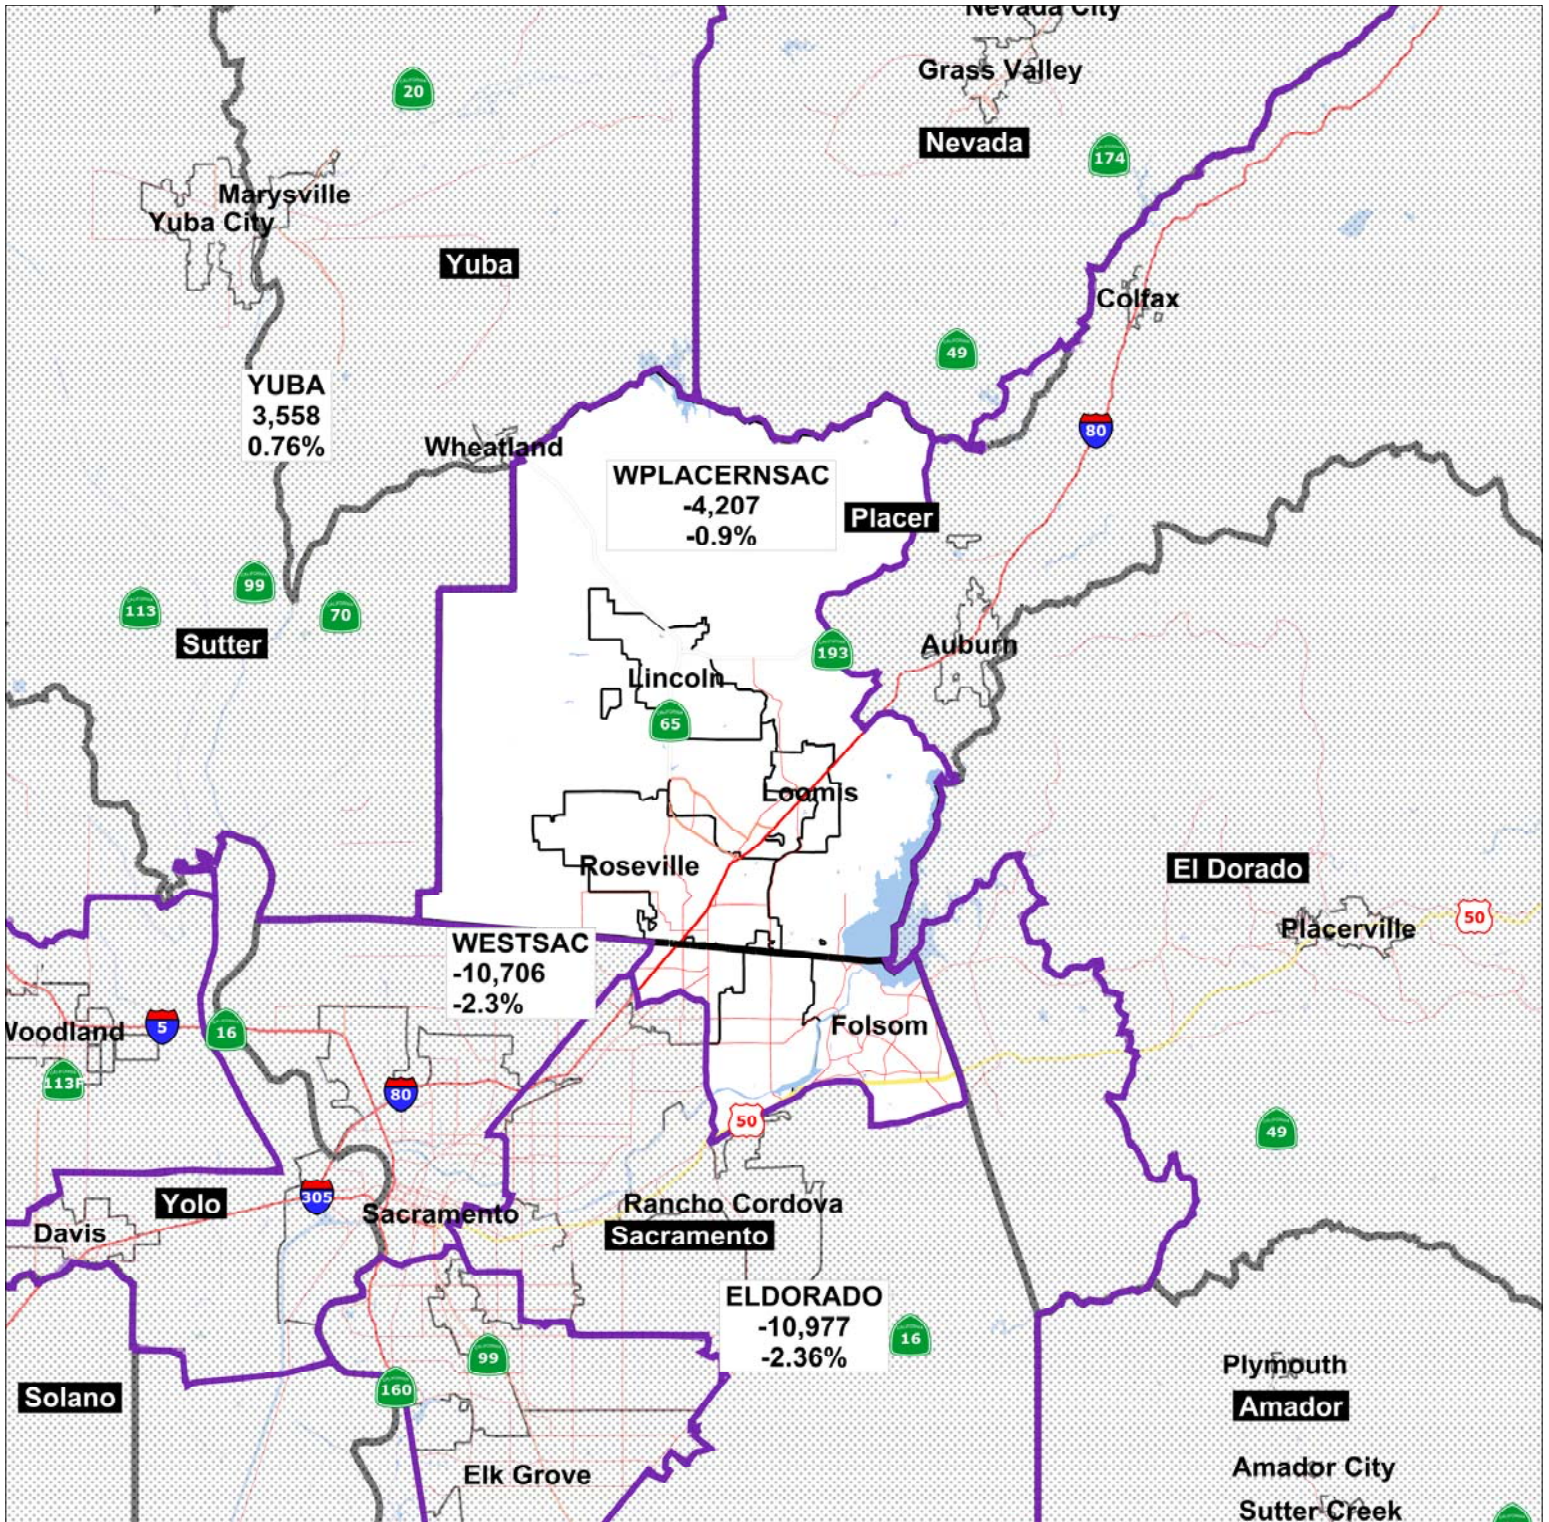 Nevada City
Grass Valley
20
Nevada
174
Marysville
Yuba City
Yuba
Colfax
49
YUBA
3,558
0.76%
80
Wheatland
WPLACERNSAC
-4,207
-0.9%
Placer
99
113
70
Sutter
193
Auburn
Lincoln
65
Loomis
Roseville
El Dorado
50
Placerville
WESTSAC
-10,706
-2.3%
Woodland
5
16
Folsom
113F
80
50
49
305
Yolo
Sacramento
Rancho Cordova
Davis
Sacramento
ELDORADO
-10,977
-2.36%
16
99
160
Solano
Plymouth
Amador
Elk Grove
Amador City
Sutter Creek